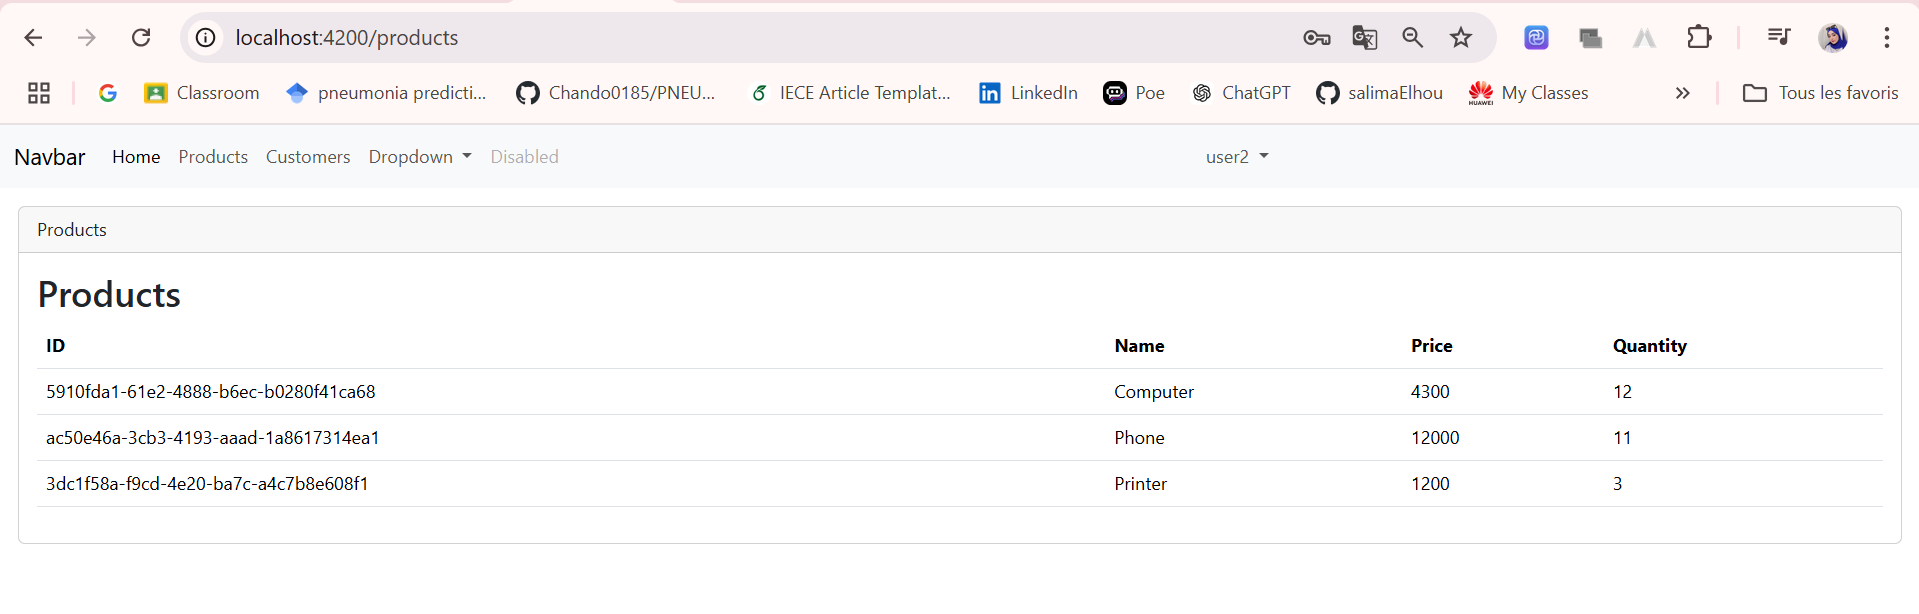 localhost:4200/products
Classroom pneumonia predicti... Chando0185/PNEU... IECE Article Templat... LinkedIn Poe ChatGPT salimaElhou HUAWEI My Classes » Tous les favoris
Navbar Home Products Customers Dropdown Disabled user2
Products
Products
ID Name Price Quantity
5910fda1-61e2-4888-b6ec-b0280f41ca68 Computer 4300 12
ac50e46a-3cb3-4193-aaad-1a8617314ea1 Phone 12000 11
3dc1f58a-f9cd-4e20-ba7c-a4c7b8e608f1 Printer 1200 3